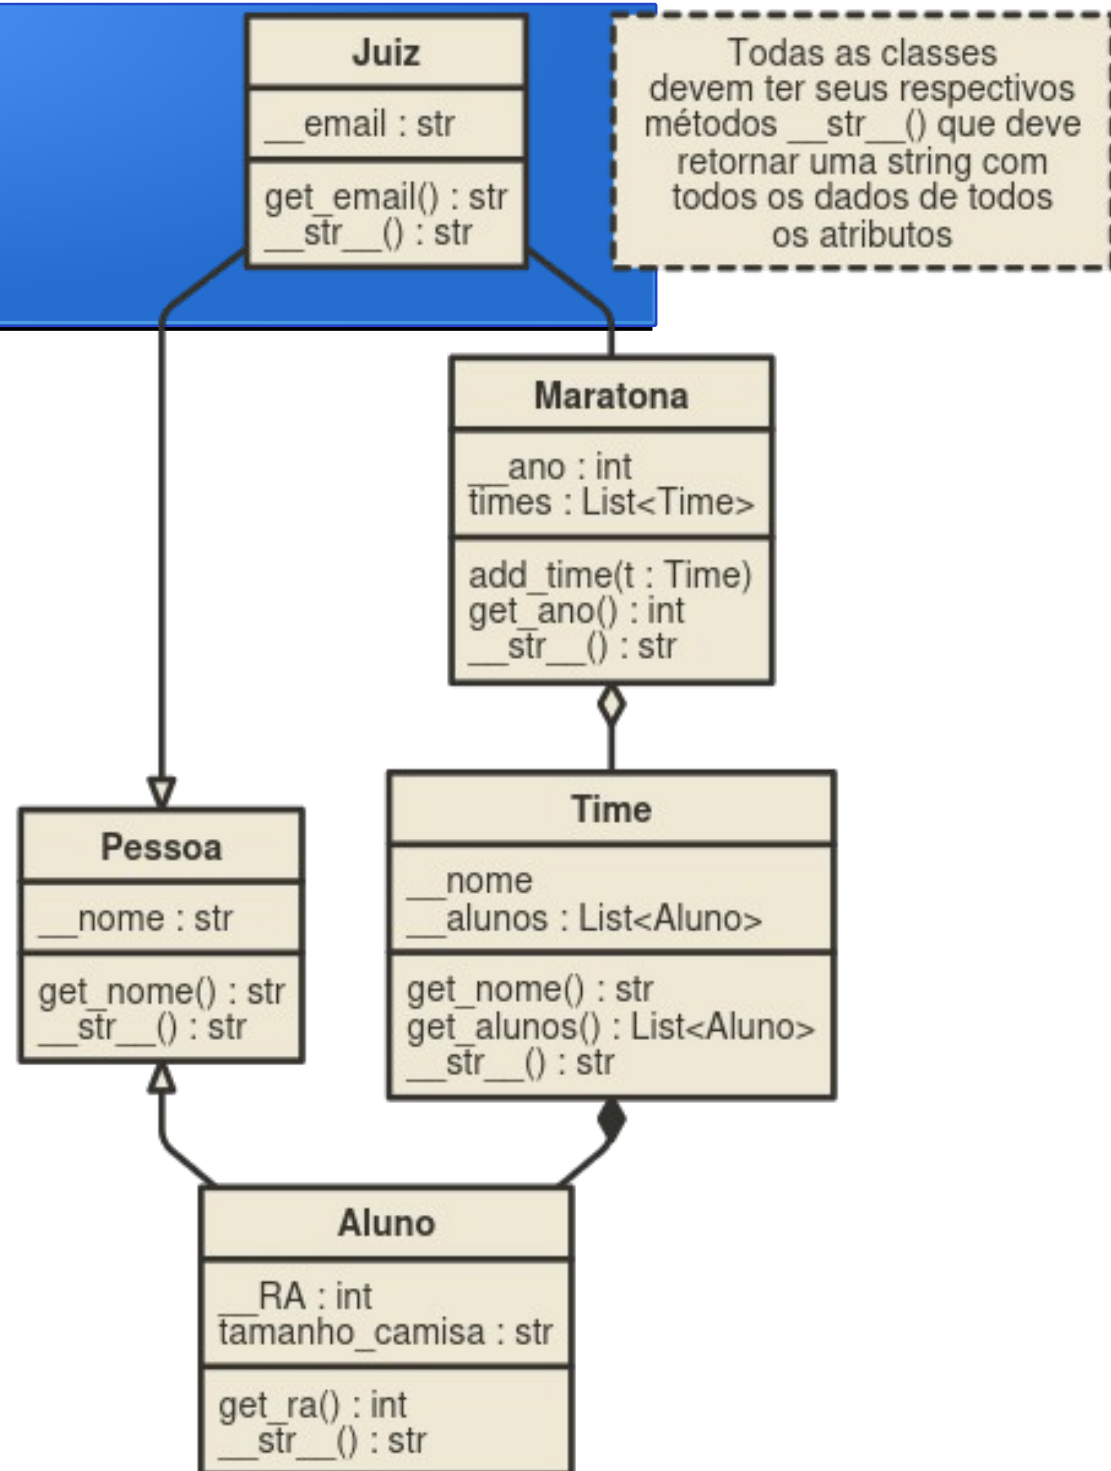 Juiz
__email : str
get_email() : str
__str__() : str
Todas as classes
devem ter seus respectivos
métodos __str__() que deve
retornar uma string com
todos os dados de todos
os atributos
Maratona
__ano : int
times : List<Time>
add_time(t : Time)
get_ano() : int
__str__() : str
Pessoa
__nome : str
get_nome() : str
__str__() : str
Time
__nome
__alunos : List<Aluno>
get_nome() : str
get_alunos() : List<Aluno>
__str__() : str
Aluno
__RA : int
tamanho_camisa : str
get_ra() : int
__str__() : str